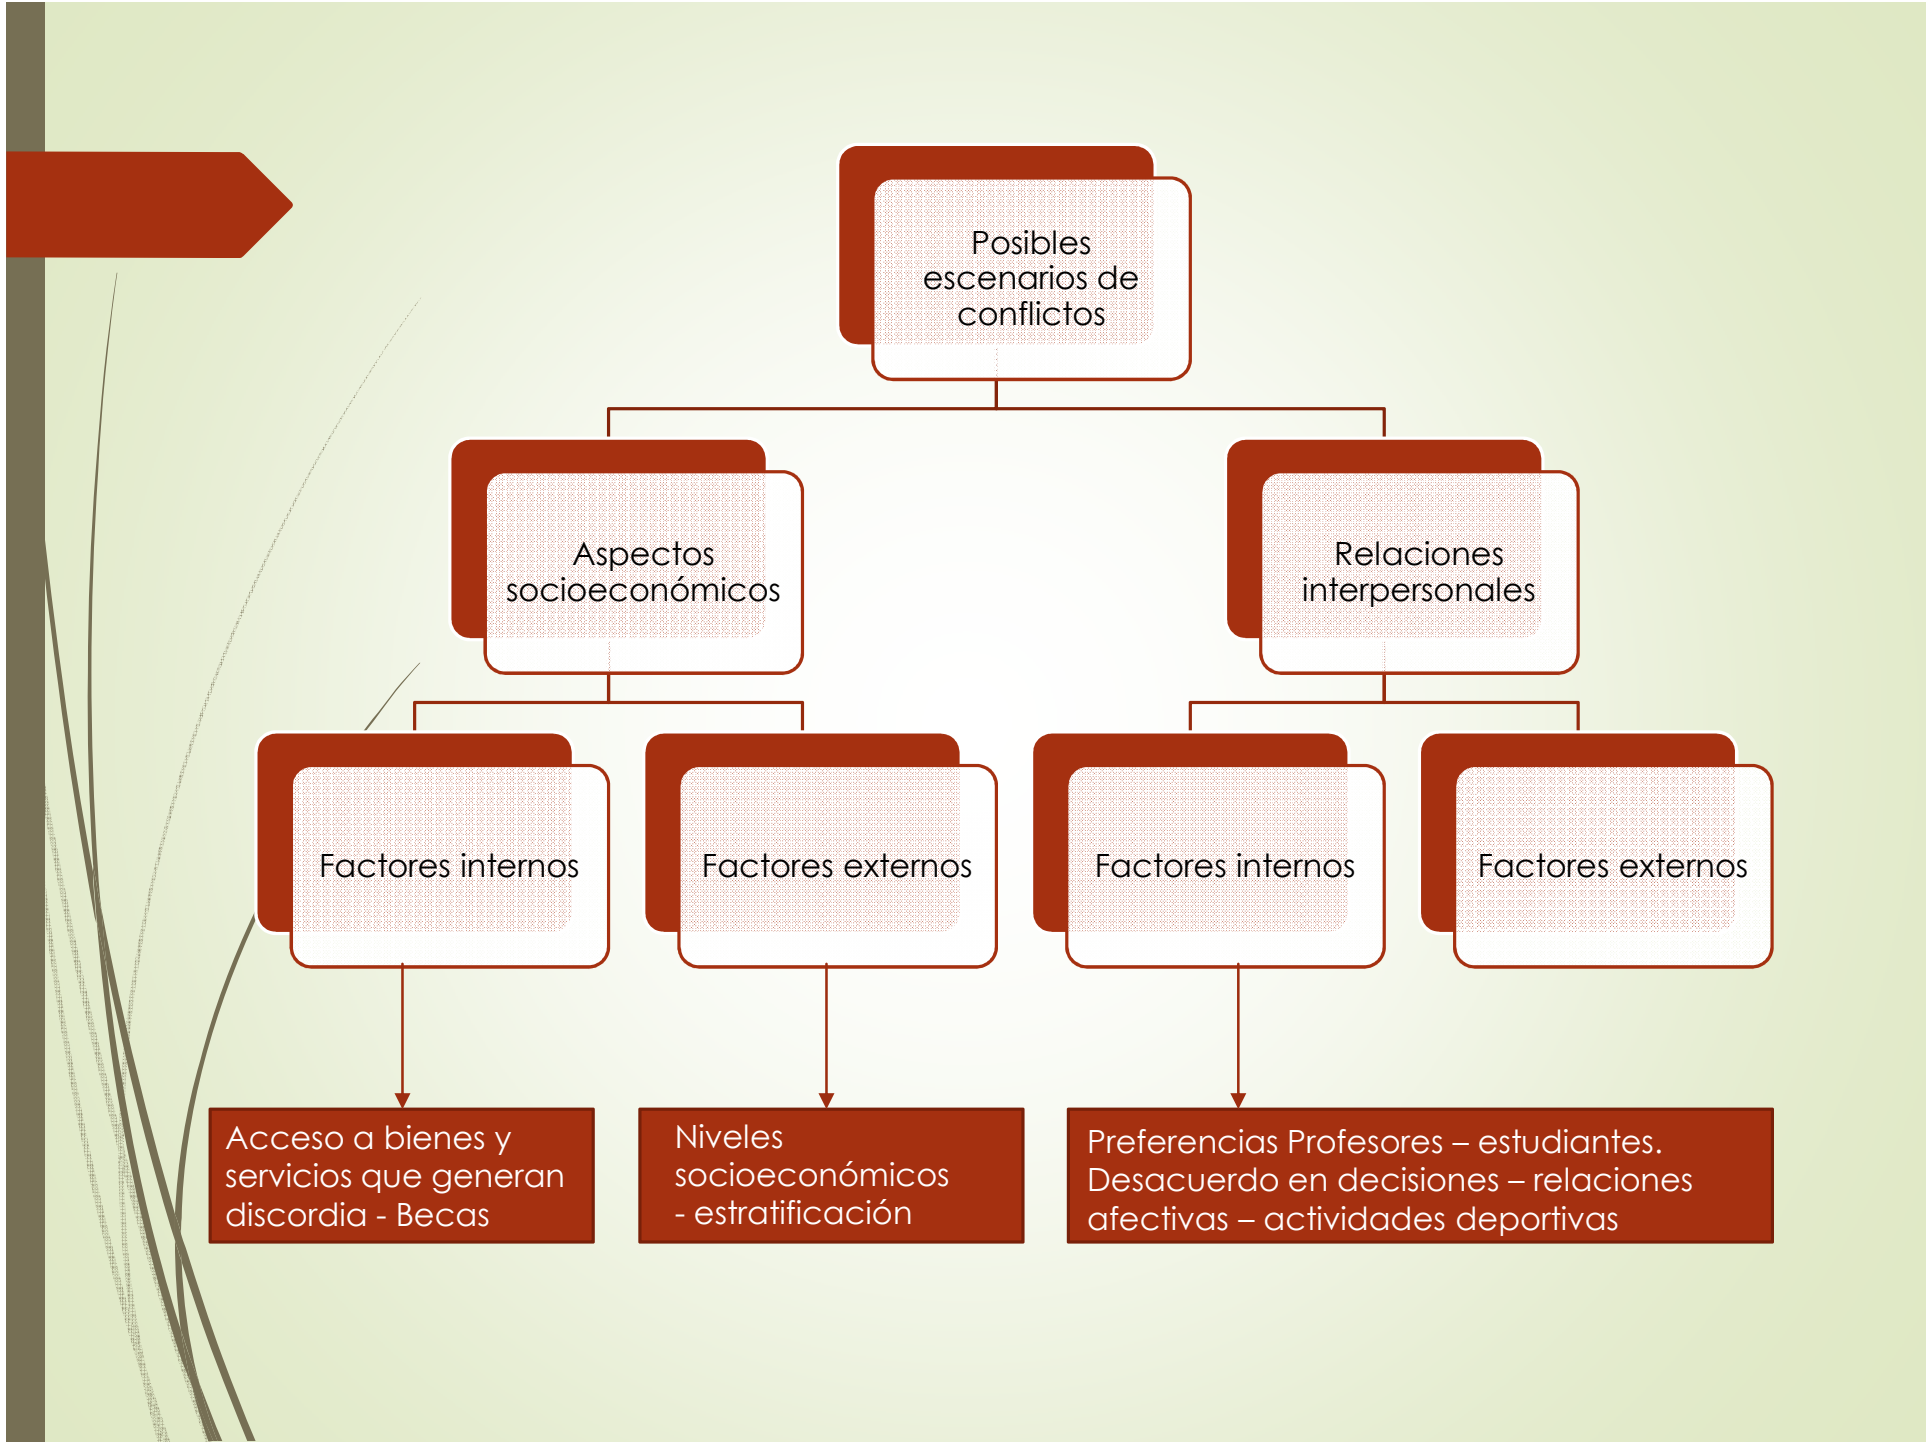 Posibles
escenarios de
conflictos
Aspectos
socioeconómicos
Relaciones
interpersonales
Factores internos
Factores externos
Factores internos
Factores externos
Acceso a bienes y
servicios que generan
discordia - Becas
Niveles
socioeconómicos
- estratificación
Preferencias Profesores – estudiantes.
Desacuerdo en decisiones – relaciones
afectivas – actividades deportivas